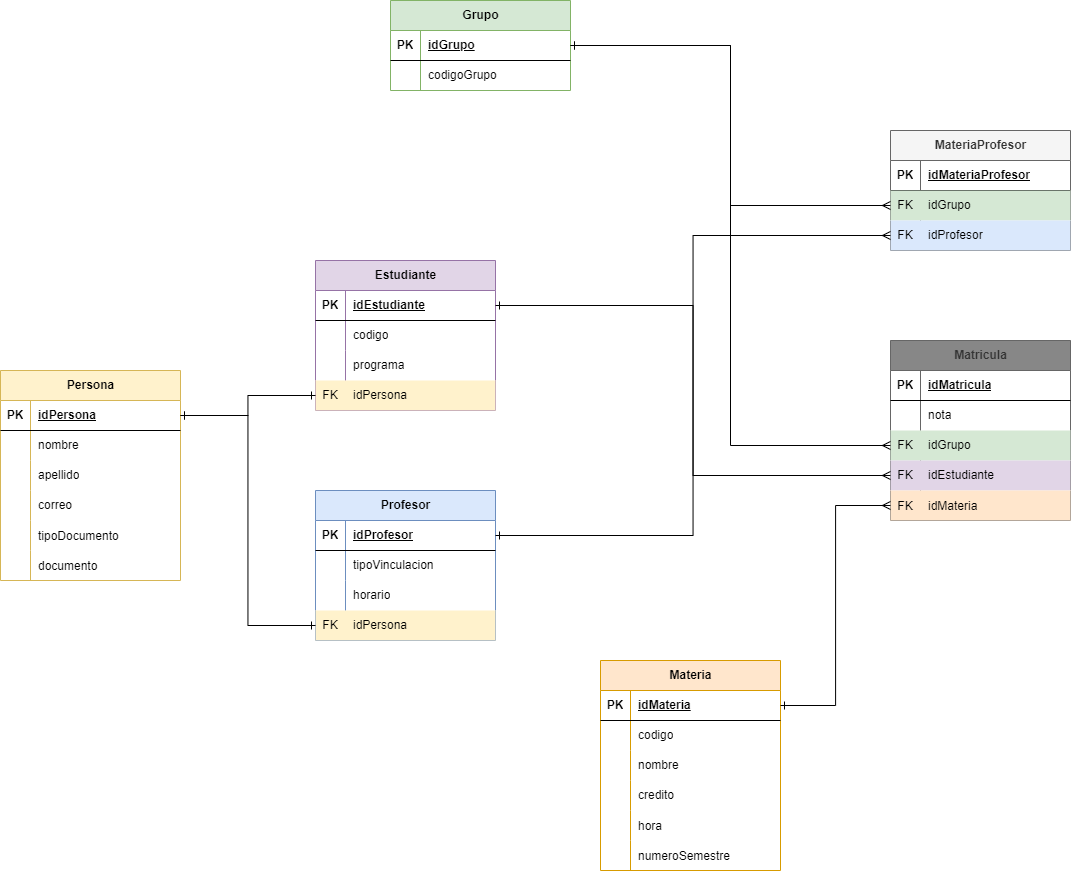 Grupo
PK idGrupo
codigoGrupo
MateriaProfesor
PK idMateriaProfesor
FK idGrupo
FK idProfesor
Estudiante
PK idEstudiante
codigo
programa
FK idPersona
Matricula
PK idMatricula
nota
FK idGrupo
FK idEstudiante
FK idMateria
Persona
PK idPersona
nombre
apellido
correo
tipoDocumento
documento
Profesor
PK idProfesor
tipoVinculacion
horario
FK idPersona
Materia
PK idMateria
codigo
nombre
credito
hora
numeroSemestre